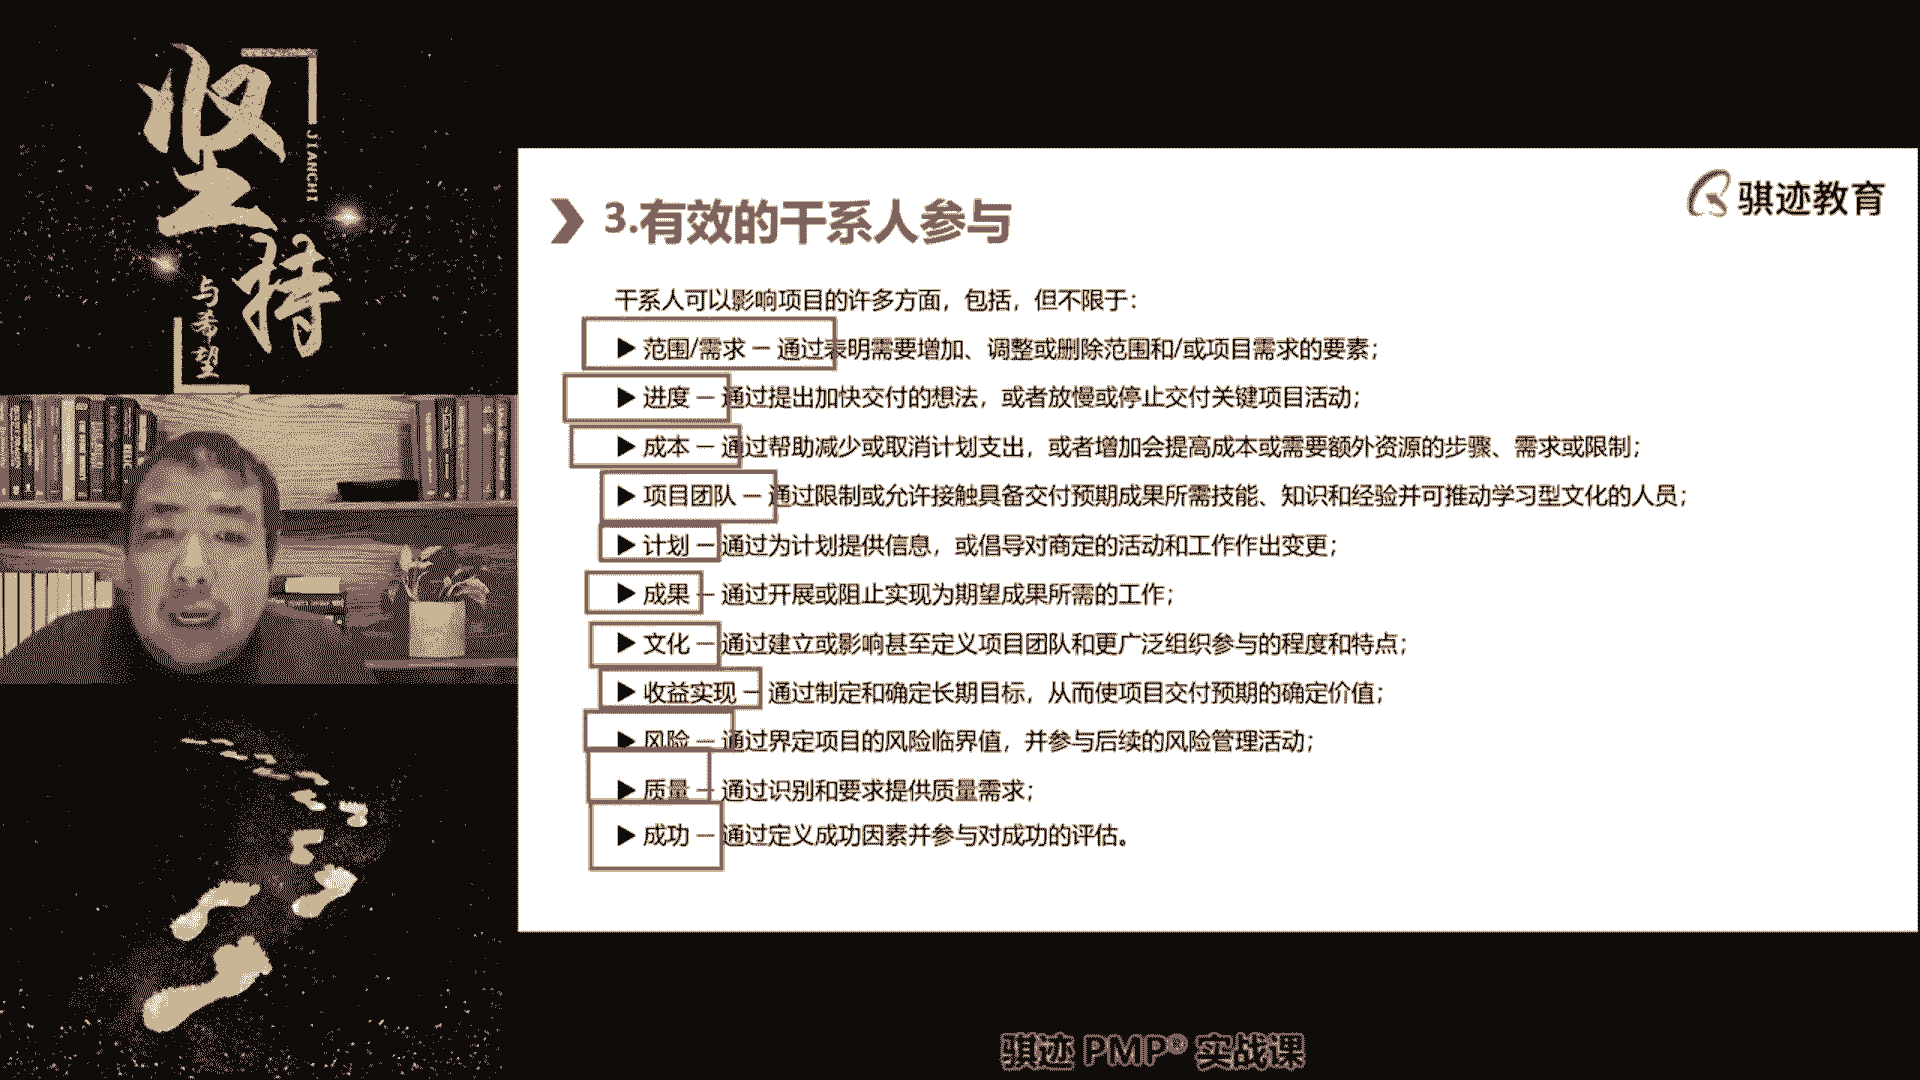 坚持
JIANCHI
与希望
骐迹教育
3.有效的干系人参与
干系人可以影响项目的许多方面，包括，但不限于：
▶ 范围/需求 — 通过表明需要增加、调整或删除范围和/或项目需求的要素；
▶ 进度 — 通过提出加快交付的想法，或者放慢或停止交付关键项目活动；
▶ 成本 — 通过帮助减少或取消计划支出，或者增加会提高成本或需要额外资源的步骤、需求或限制；
▶ 项目团队 — 通过限制或允许接触具备交付预期成果所需技能、知识和经验并可推动学习型文化的人员；
▶ 计划 — 通过为计划提供信息，或倡导对商定的活动和工作作出变更；
▶ 成果 — 通过开展或阻止实现为期望成果所需的工作；
▶ 文化 — 通过建立或影响甚至定义项目团队和更广泛组织参与的程度和特点；
▶ 收益实现 — 通过制定和确定长期目标，从而使项目交付预期的确定价值；
▶ 风险 — 通过界定项目的风险临界值，并参与后续的风险管理活动；
▶ 质量 — 通过识别和要求提供质量需求；
▶ 成功 — 通过定义成功因素并参与对成功的评估。
骐迹 PMP® 实战课